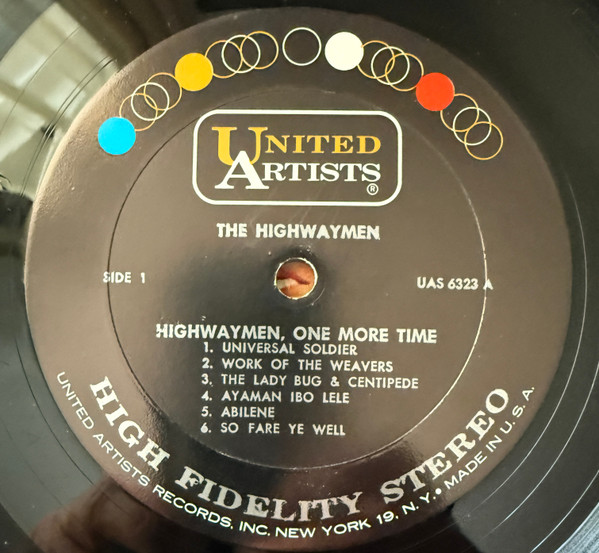 UNITED
ARTISTS®
THE HIGHWAYMEN
SIDE 1
UAS 6323 A
HIGHWAYMEN, ONE MORE TIME
1. UNIVERSAL SOLDIER
2. WORK OF THE WEAVERS
3. THE LADY BUG & CENTIPEDE
4. AYAMAN IBO LELE
5. ABILENE
6. SO FARE YE WELL
HIGH FIDELITY STEREO
UNITED ARTISTS RECORDS, INC. NEW YORK 19, N.Y.• MADE IN U.S.A.